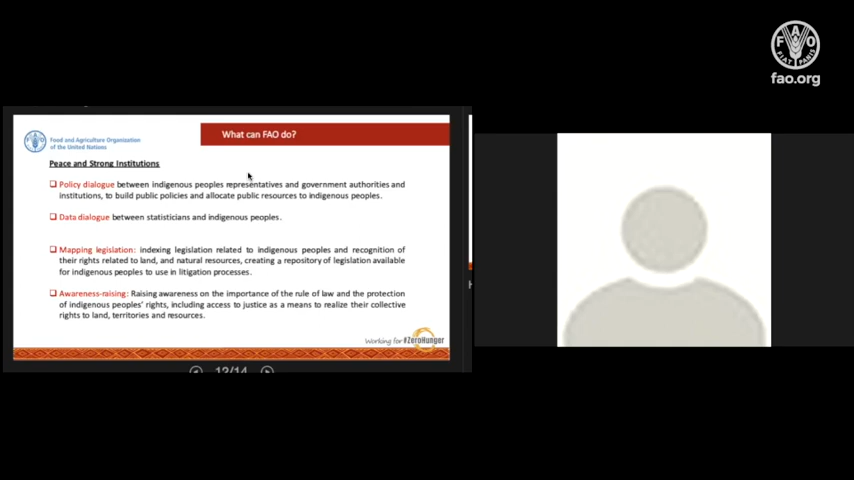 FAO
FIAT PANIS
fao.org
Food and Agriculture Organization
of the United Nations
What can FAO do?
Peace and Strong Institutions
Policy dialogue between indigenous peoples representatives and government authorities and
institutions, to build public policies and allocate public resources to indigenous peoples.
Data dialogue between statisticians and indigenous peoples.
Mapping legislation: indexing legislation related to indigenous peoples and recognition of
their rights related to land, and natural resources, creating a repository of legislation available
for indigenous peoples to use in litigation processes.
Awareness-raising: Raising awareness on the importance of the rule of law and the protection
of indigenous peoples' rights, including access to justice as a means to realize their collective
rights to land, territories and resources.
Working for #ZeroHunger